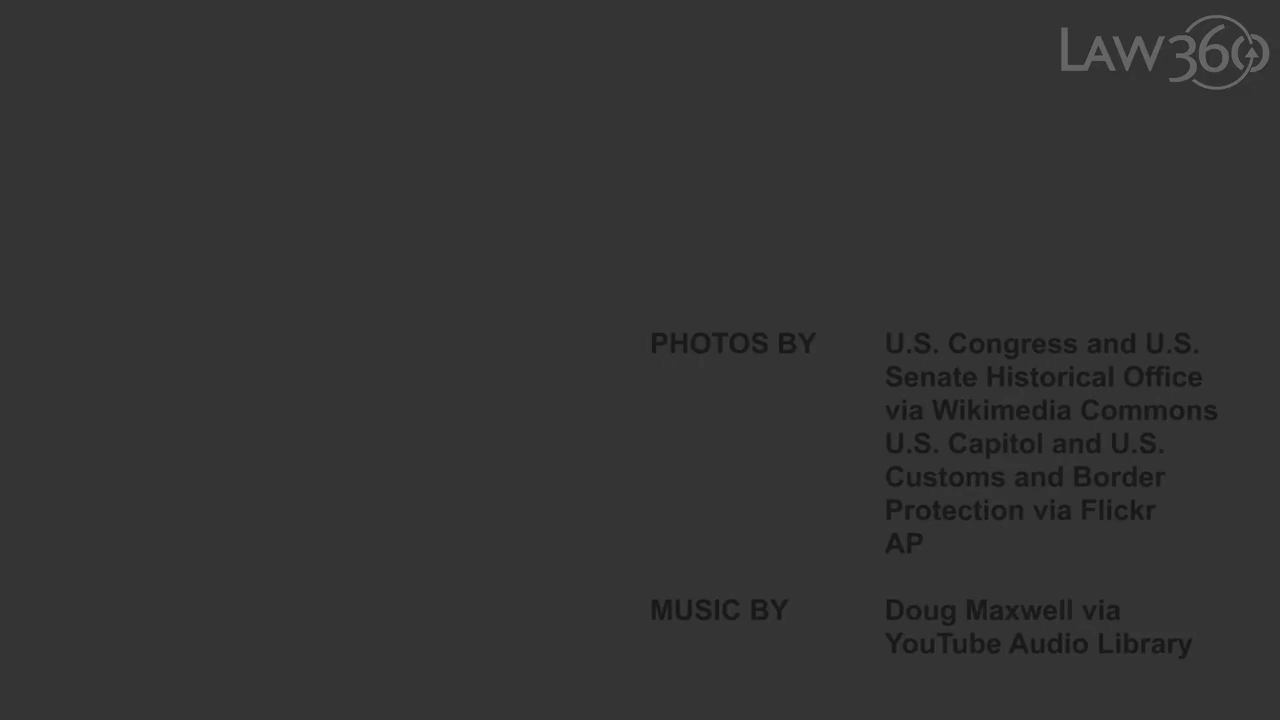 LAW360
PHOTOS BY
U.S. Congress and U.S.
Senate Historical Office
via Wikimedia Commons
U.S. Capitol and U.S.
Customs and Border
Protection via Flickr
AP
MUSIC BY
Doug Maxwell via
YouTube Audio Library